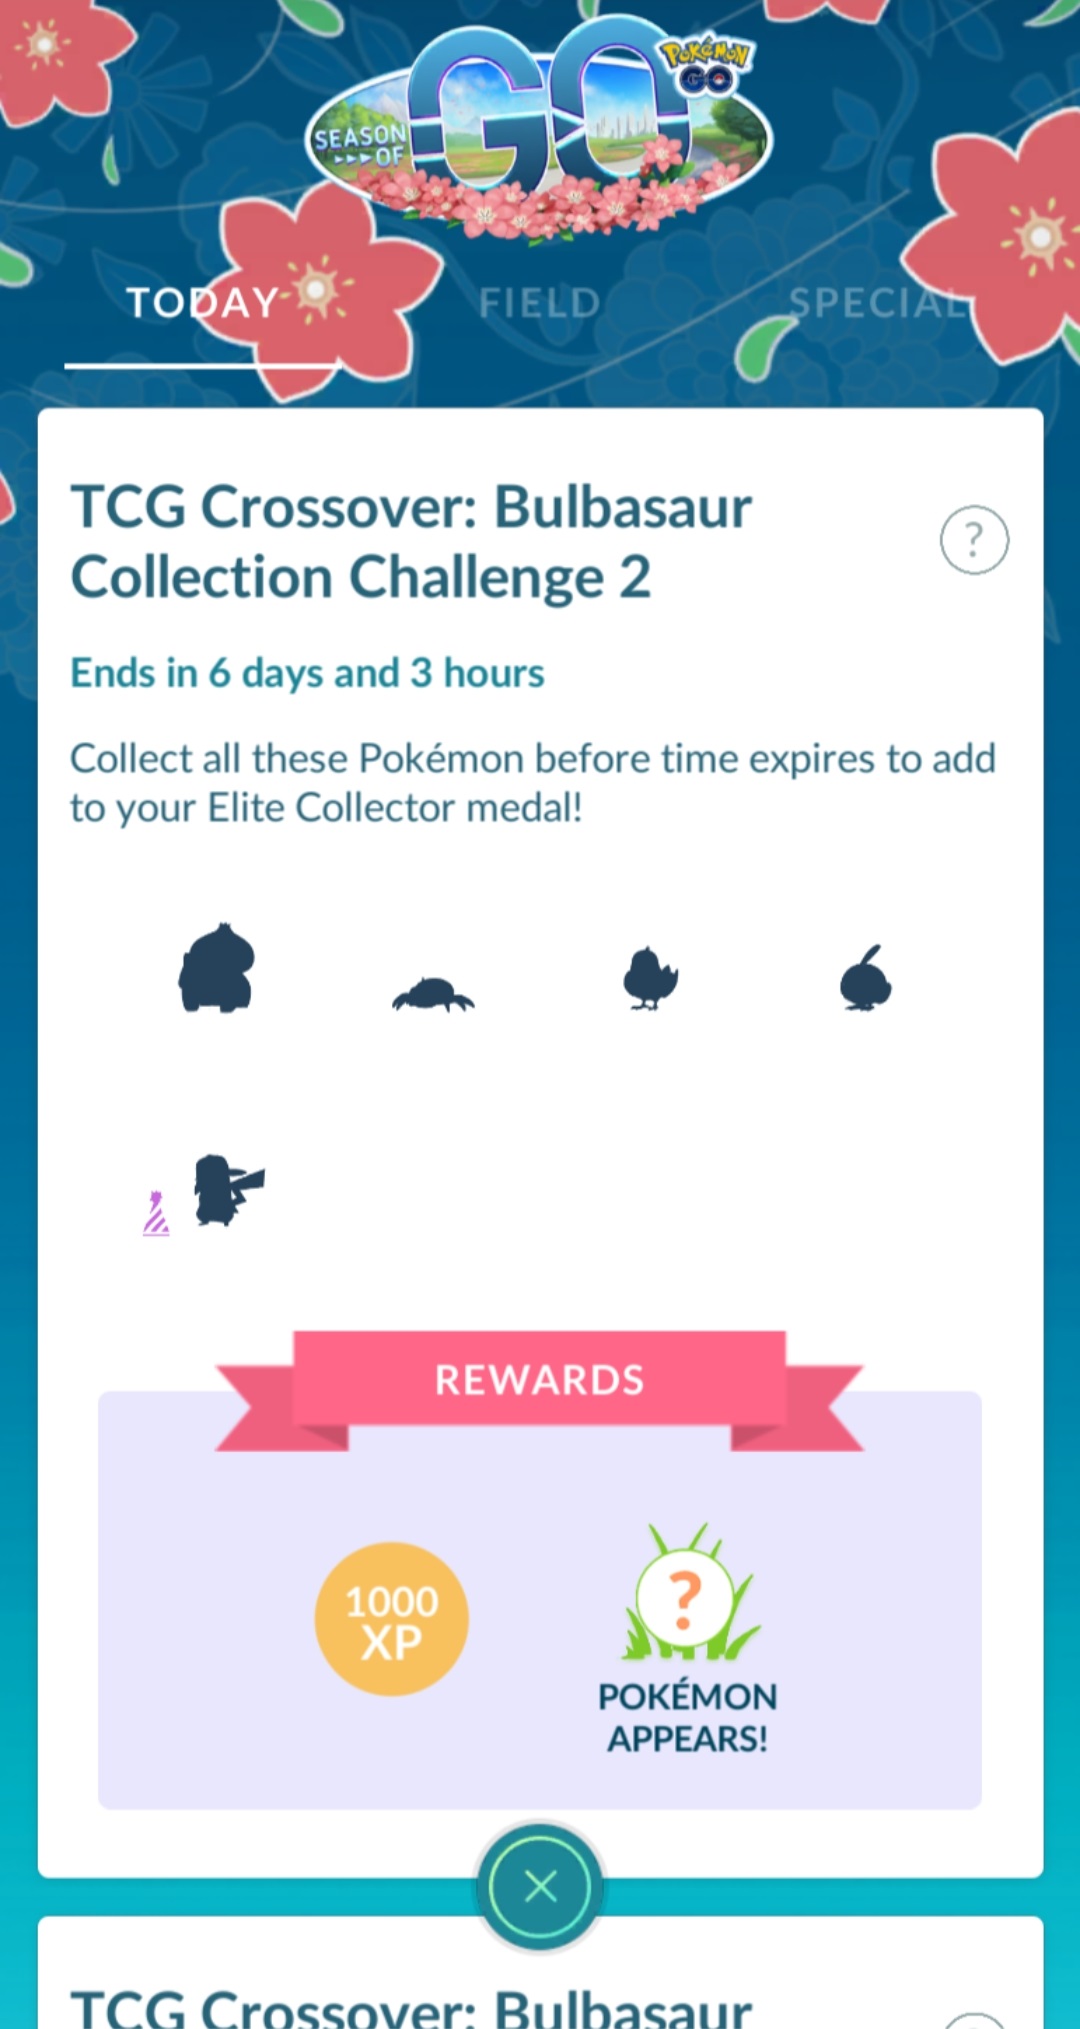 POKÉMON
GO
SEASON
OF
GO
TODAY
FIELD
SPECIAL
TCG Crossover: Bulbasaur
Collection Challenge 2
?
Ends in 6 days and 3 hours
Collect all these Pokémon before time expires to add
to your Elite Collector medal!
REWARDS
1000
XP
?
POKÉMON
APPEARS!
TCG Crossover: Bulbasaur